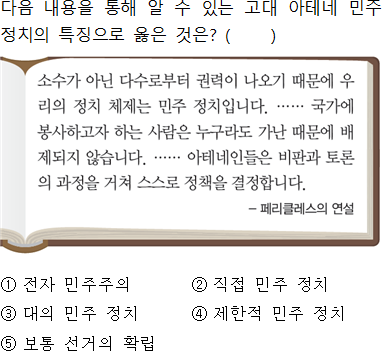 다음 내용을 통해 알 수 있는 고대 아테네 민주
정치의 특징으로 옳은 것은? (    )
소수가 아닌 다수로부터 권력이 나오기 때문에 우
리의 정치 체제는 민주 정치입니다. …… 국가에
봉사하고자 하는 사람은 누구라도 가난 때문에 배
제되지 않습니다. …… 아테네인들은 비판과 토론
의 과정을 거쳐 스스로 정책을 결정합니다.
– 페리클레스의 연설
① 전자 민주주의 ② 직접 민주 정치
③ 대의 민주 정치 ④ 제한적 민주 정치
⑤ 보통 선거의 확립